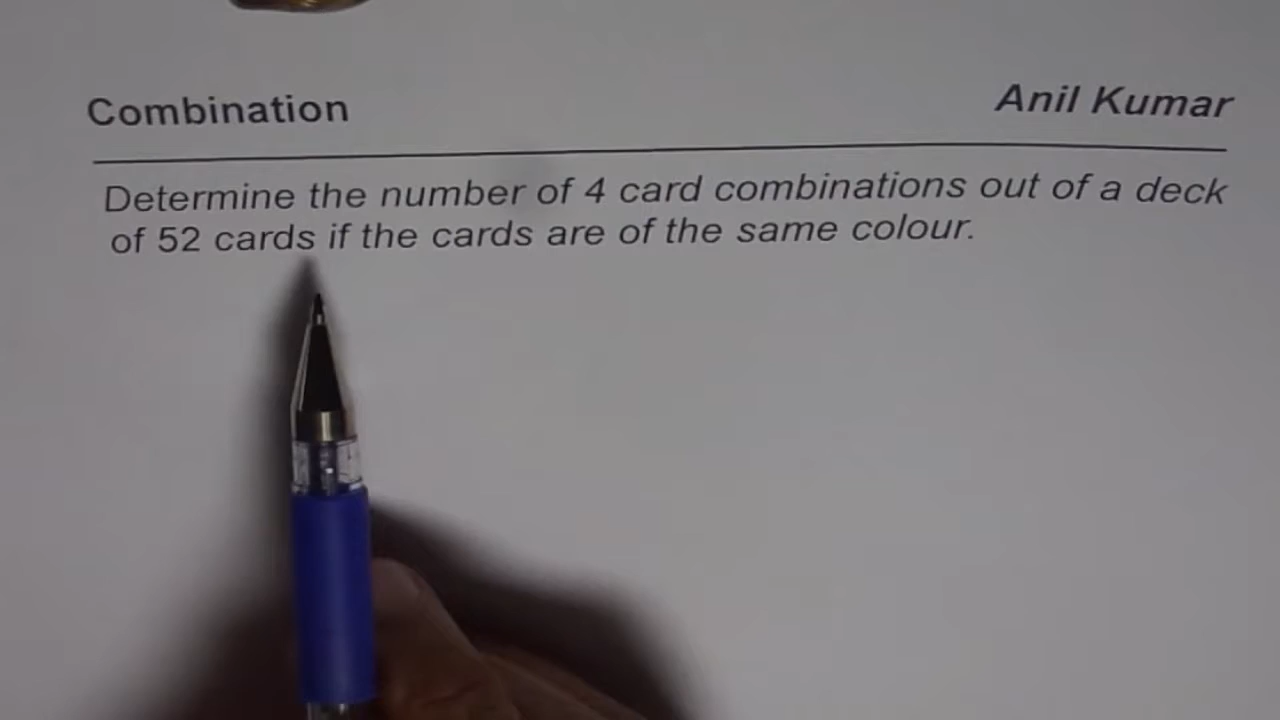 Combination
Anil Kumar
Determine the number of 4 card combinations out of a deck
of 52 cards if the cards are of the same colour.